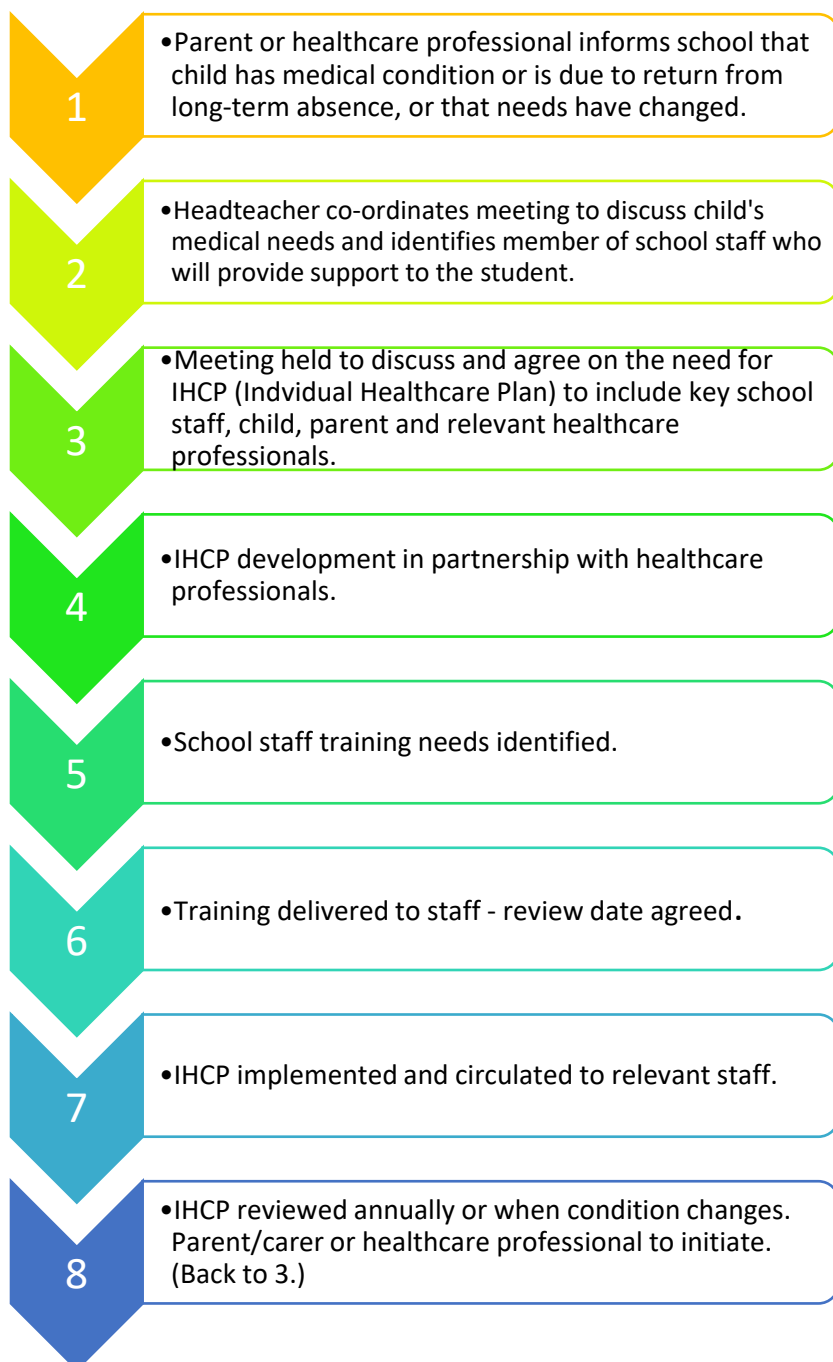 1
•Parent or healthcare professional informs school that
child has medical condition or is due to return from
long-term absence, or that needs have changed.
2
•Headteacher co-ordinates meeting to discuss child's
medical needs and identifies member of school staff who
will provide support to the student.
3
•Meeting held to discuss and agree on the need for
IHCP (Indvidual Healthcare Plan) to include key school
staff, child, parent and relevant healthcare
professionals.
4
•IHCP development in partnership with healthcare
professionals.
5
•School staff training needs identified.
6
•Training delivered to staff - review date agreed.
7
•IHCP implemented and circulated to relevant staff.
8
•IHCP reviewed annually or when condition changes.
Parent/carer or healthcare professional to initiate.
(Back to 3.)